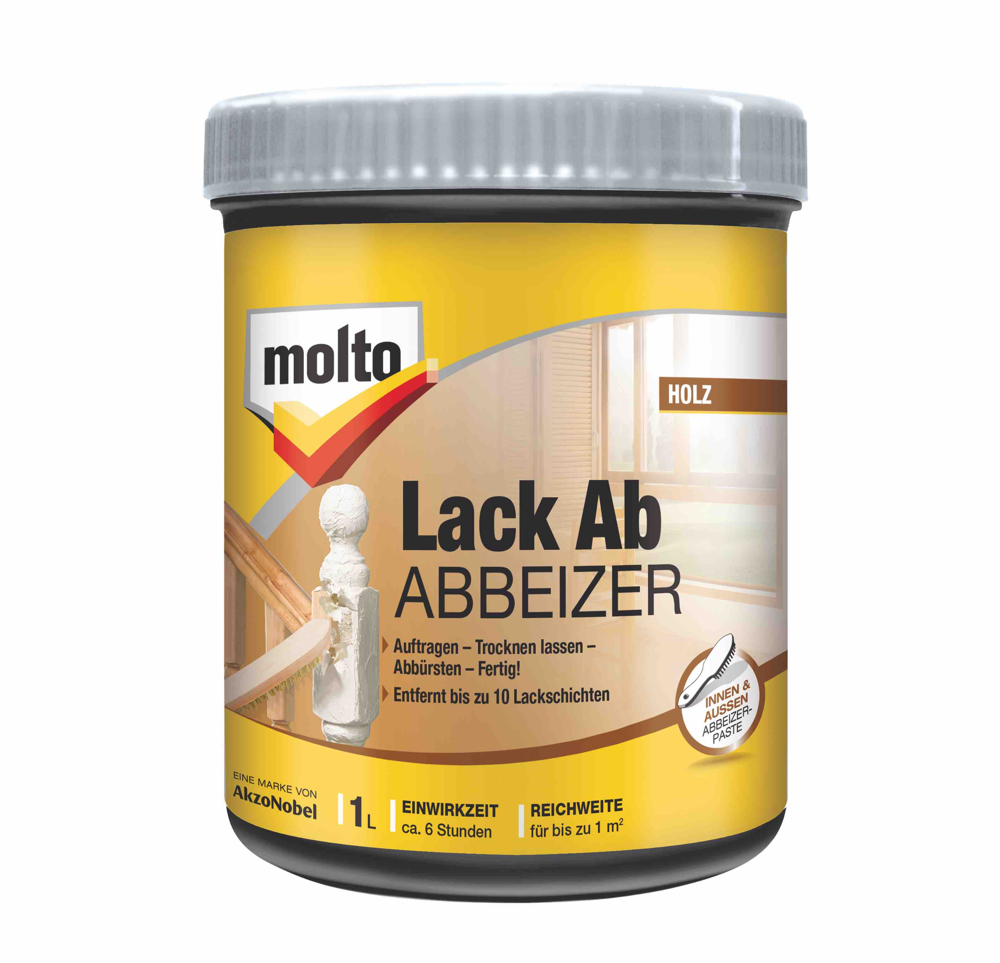 molto
HOLZ
Lack Ab
ABBEIZER
Auftragen – Trocknen lassen –
Abbürsten – Fertig!
Entfernt bis zu 10 Lackschichten
INNEN &
AUSSEN
ABBEIZER-
PASTE
EINE MARKE VON
AkzoNobel
1L
EINWIRKZEIT
ca. 6 Stunden
REICHWEITE
für bis zu 1 m²